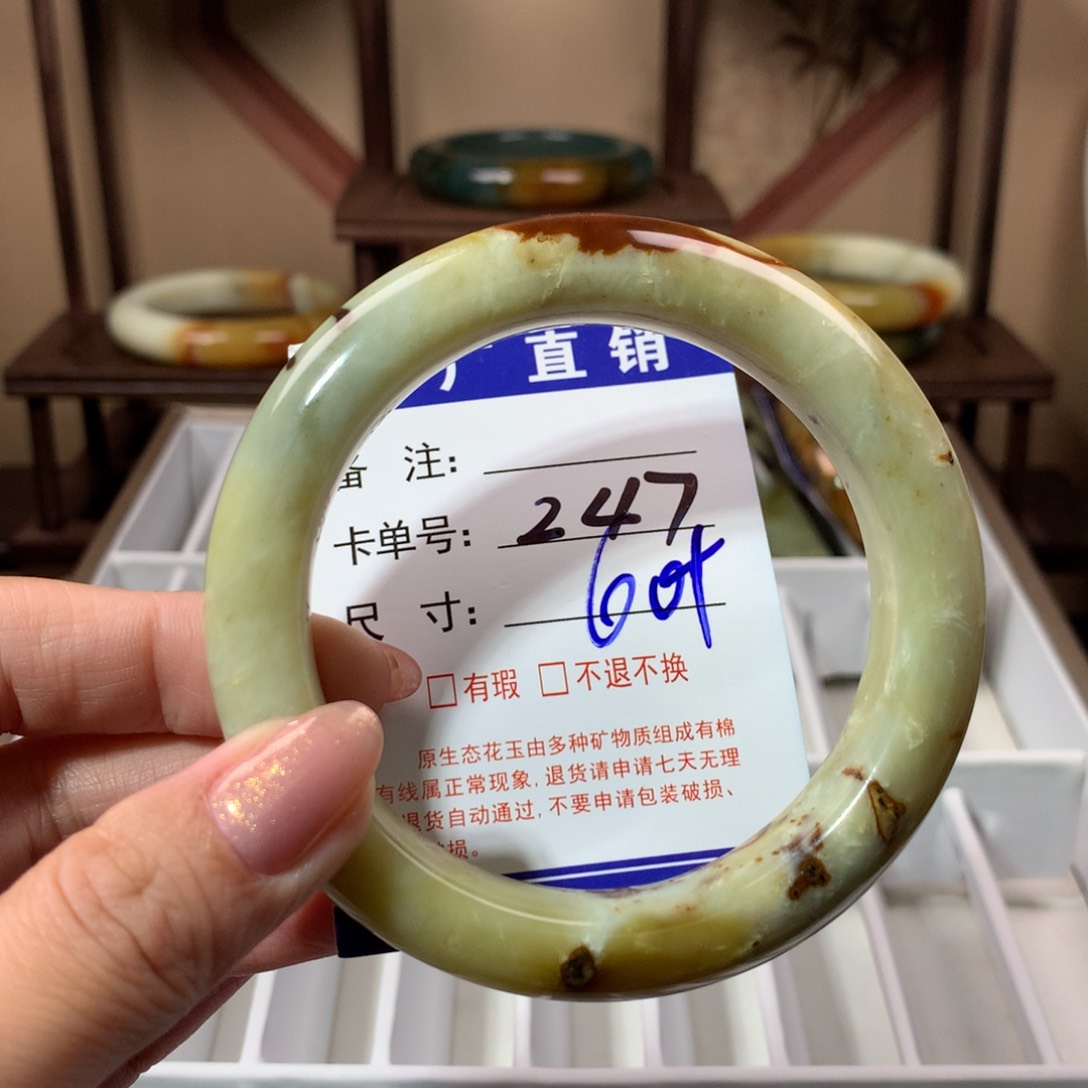 厂 直 销
备 注:
卡单号: 247
尺 寸: 60+
□有瑕 □不退不换
原生态花玉由多种矿物质组成有棉
有线属正常现象,退货请申请七天无理
退货自动通过,不要申请包装破损、
损。